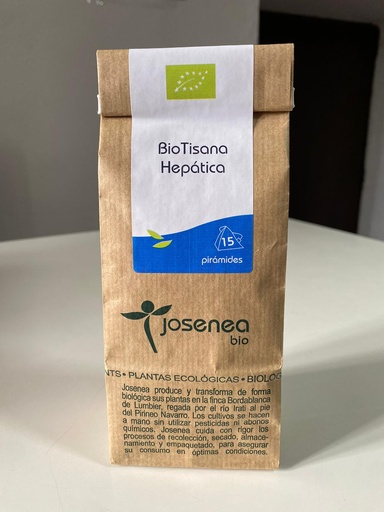 BioTisana
Hepática
15
pirámides
josenea
bio
NTS • PLANTAS ECOLÓGICAS • BIOLOG
Josenea produce y transforma de forma
biológica sus plantas en la finca Bordablanca
de Lumbier, regada por el río Irati al pie
del Pirineo Navarro. Los cultivos se hacen
a mano sin utilizar pesticidas ni abonos
químicos. Josenea cuida con rigor los
procesos de recolección, secado, almace-
namiento y empaquetado, para asegurar
su consumo en óptimas condiciones.